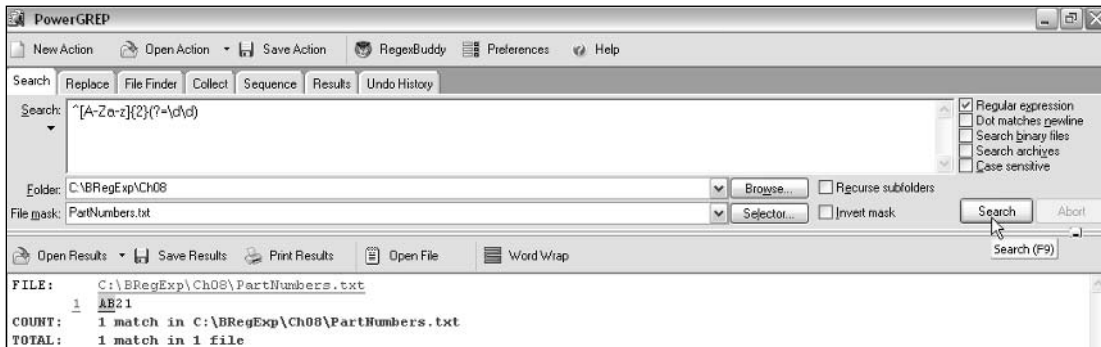 PowerGREP
New Action Open Action Save Action RegexBuddy Preferences Help
Search Replace File Finder Collect Sequence Results Undo History
Search: ^[A-Za-z]{2}(?=\d\d)
Regular expression
Dot matches newline
Search binary files
Search archives
Case sensitive
Folder: C:\BRegExp\Ch08 Browse... Recurse subfolders
File mask: PartNumbers.txt Selector... Invert mask Search Abort
Search (F9)
Open Results Save Results Print Results Open File Word Wrap
FILE: C:\BRegExp\Ch08\PartNumbers.txt
1 AB21
COUNT: 1 match in C:\BRegExp\Ch08\PartNumbers.txt
TOTAL: 1 match in 1 file